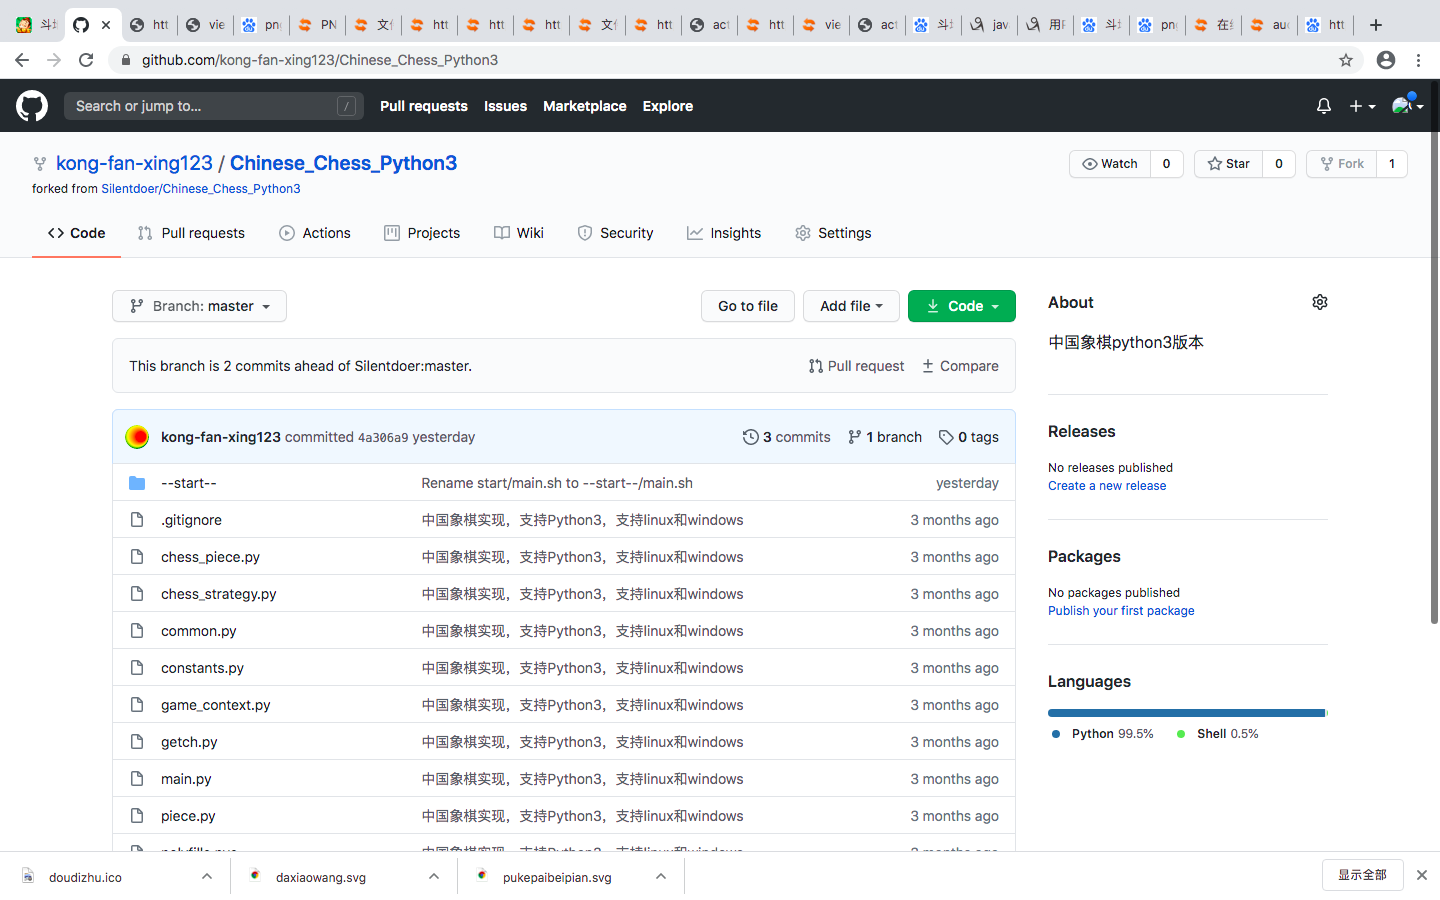 斗地
htt
vie
png
PN
文件
htt
htt
htt
文件
htt
act
htt
vie
act
斗地
jav
用P
斗地
png
在线
aud
htt
github.com/kong-fan-xing123/Chinese_Chess_Python3
Search or jump to...
/
Pull requests
Issues
Marketplace
Explore
kong-fan-xing123 / Chinese_Chess_Python3
forked from Silentdoer/Chinese_Chess_Python3
Watch 0
Star 0
Fork 1
Code
Pull requests
Actions
Projects
Wiki
Security
Insights
Settings
Branch: master
Go to file
Add file
Code
This branch is 2 commits ahead of Silentdoer:master.
Pull request
Compare
kong-fan-xing123 committed 4a306a9 yesterday
3 commits
1 branch
0 tags
--start-- Rename start/main.sh to --start--/main.sh yesterday
.gitignore 中国象棋实现，支持Python3，支持linux和windows 3 months ago
chess_piece.py 中国象棋实现，支持Python3，支持linux和windows 3 months ago
chess_strategy.py 中国象棋实现，支持Python3，支持linux和windows 3 months ago
common.py 中国象棋实现，支持Python3，支持linux和windows 3 months ago
constants.py 中国象棋实现，支持Python3，支持linux和windows 3 months ago
game_context.py 中国象棋实现，支持Python3，支持linux和windows 3 months ago
getch.py 中国象棋实现，支持Python3，支持linux和windows 3 months ago
main.py 中国象棋实现，支持Python3，支持linux和windows 3 months ago
piece.py 中国象棋实现，支持Python3，支持linux和windows 3 months ago
About
中国象棋python3版本
Releases
No releases published
Create a new release
Packages
No packages published
Publish your first package
Languages
Python 99.5%
Shell 0.5%
doudizhu.ico
daxiaowang.svg
pukepaibeipian.svg
显示全部